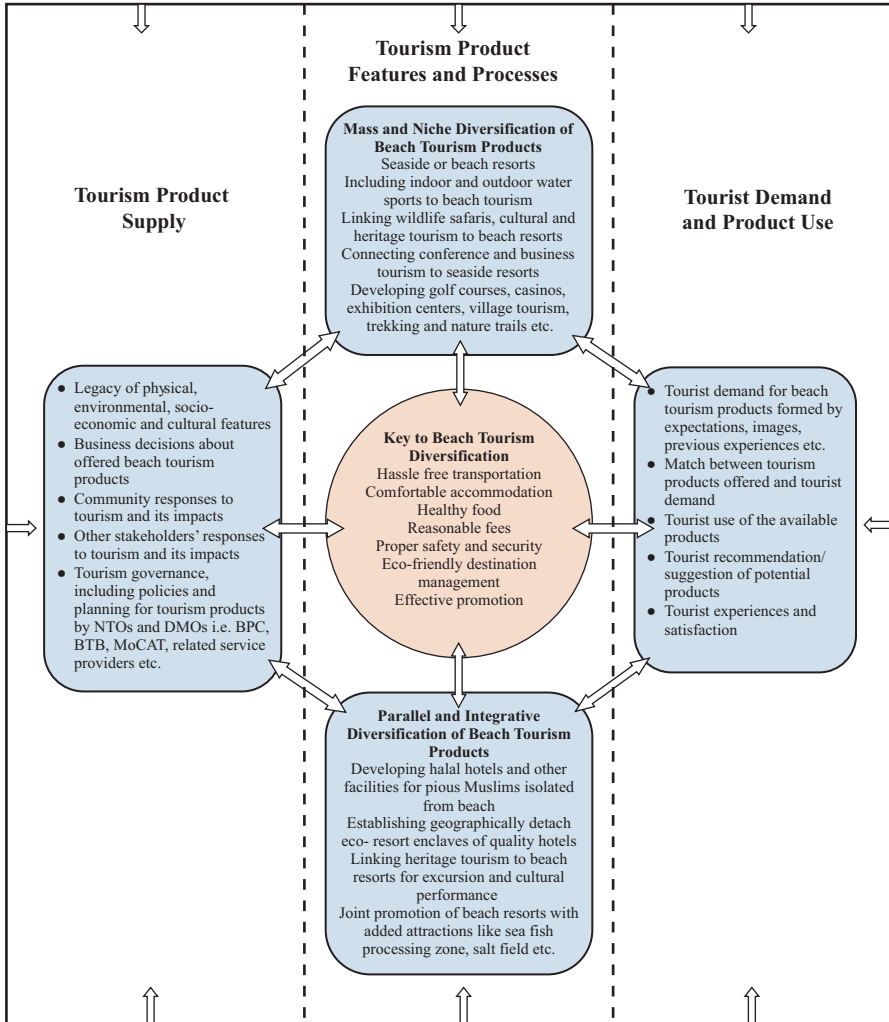 Tourism Product
Features and Processes
Mass and Niche Diversification of
Beach Tourism Products
Seaside or beach resorts
Including indoor and outdoor water
sports to beach tourism
Linking wildlife safaris, cultural and
heritage tourism to beach resorts
Connecting conference and business
tourism to seaside resorts
Developing golf courses, casinos,
exhibition centers, village tourism,
trekking and nature trails etc.
Tourism Product
Supply
● Legacy of physical,
environmental, socio-
economic and cultural features
● Business decisions about
offered beach tourism
products
● Community responses to
tourism and its impacts
● Other stakeholders’ responses
to tourism and its impacts
● Tourism governance,
including policies and
planning for tourism products
by NTOs and DMOs i.e. BPC,
BTB, MoCAT, related service
providers etc.
Key to Beach Tourism
Diversification
Hassle free transportation
Comfortable accommodation
Healthy food
Reasonable fees
Proper safety and security
Eco-friendly destination
management
Effective promotion
Tourist Demand
and Product Use
● Tourist demand for beach
tourism products formed by
expectations, images,
previous experiences etc.
● Match between tourism
products offered and tourist
demand
● Tourist use of the available
products
● Tourist recommendation/
suggestion of potential
products
● Tourist experiences and
satisfaction
Parallel and Integrative
Diversification of Beach Tourism
Products
Developing halal hotels and other
facilities for pious Muslims isolated
from beach
Establishing geographically detach
eco- resort enclaves of quality hotels
Linking heritage tourism to beach
resorts for excursion and cultural
performance
Joint promotion of beach resorts with
added attractions like sea fish
processing zone, salt field etc.